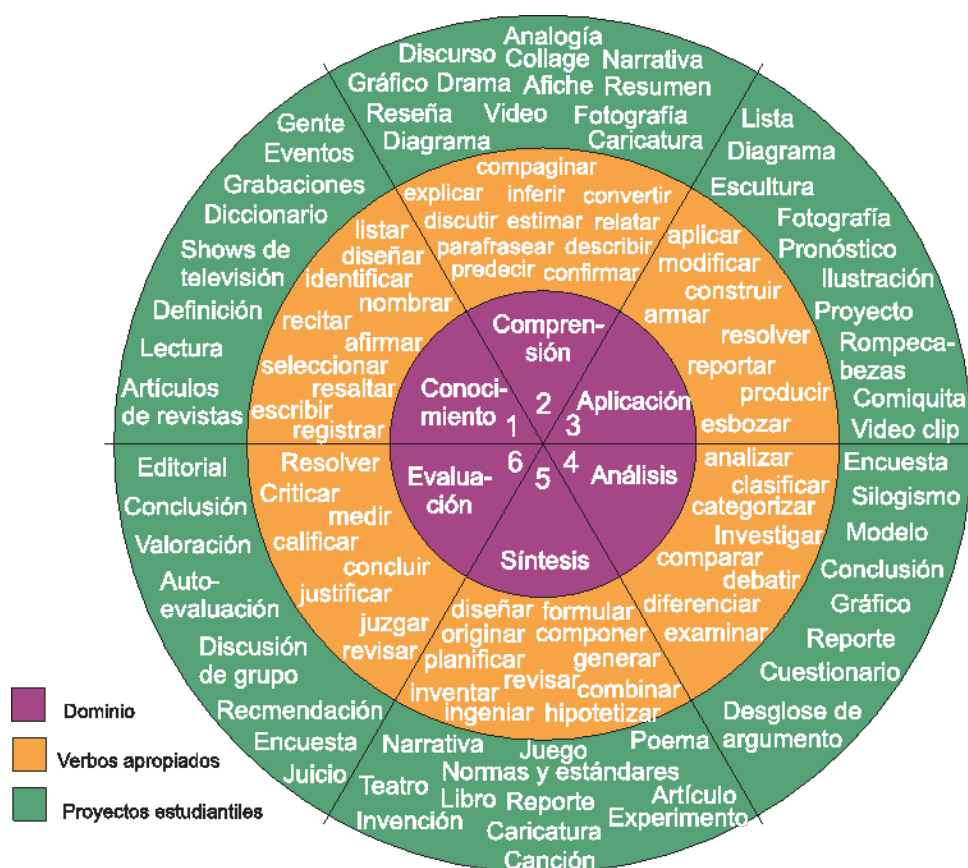 Analogía
Discurso Collage Narrativa
Gráfico Drama Afiche Resumen
Reseña Video Fotografía
Diagrama Caricatura
Gente
Eventos
Grabaciones
Diccionario
Shows de
televisión
Definición
Lectura
Artículos
de revistas
Lista
Diagrama
Escultura
Fotografía
Pronóstico
Ilustración
Proyecto
Rompeca-
bezas
Comiquita
Video clip
compaginar
explicar inferir convertir
discutir estimar relatar
parafrasear describir
predecir confirmar
listar
diseñar
identificar
nombrar
recitar
afirmar
seleccionar
resaltar
escribir
registrar
aplicar
modificar
construir
armar
resolver
reportar
producir
esbozar
Compren-
sión
2
Conoci-
miento
1
Aplicación
3
6
Evalua-
ción
5
Síntesis
4
Análisis
Resolver
Criticar
medir
calificar
concluir
justificar
juzgar
revisar
analizar
clasificar
categorizar
Investigar
comparar
debatir
diferenciar
examinar
diseñar formular
originar componer
planificar generar
inventar revisar combinar
ingeniar hipotetizar
Editorial
Conclusión
Valoración
Auto-
evaluación
Discusión
de grupo
Recmendación
Encuesta
Juicio
Encuesta
Silogismo
Modelo
Conclusión
Gráfico
Reporte
Cuestionario
Desglose de
argumento
Narrativa Juego Poema
Teatro Normas y estándares
Libro Reporte Artículo
Invención Caricatura Experimento
Canción
Dominio
Verbos apropiados
Proyectos estudiantiles